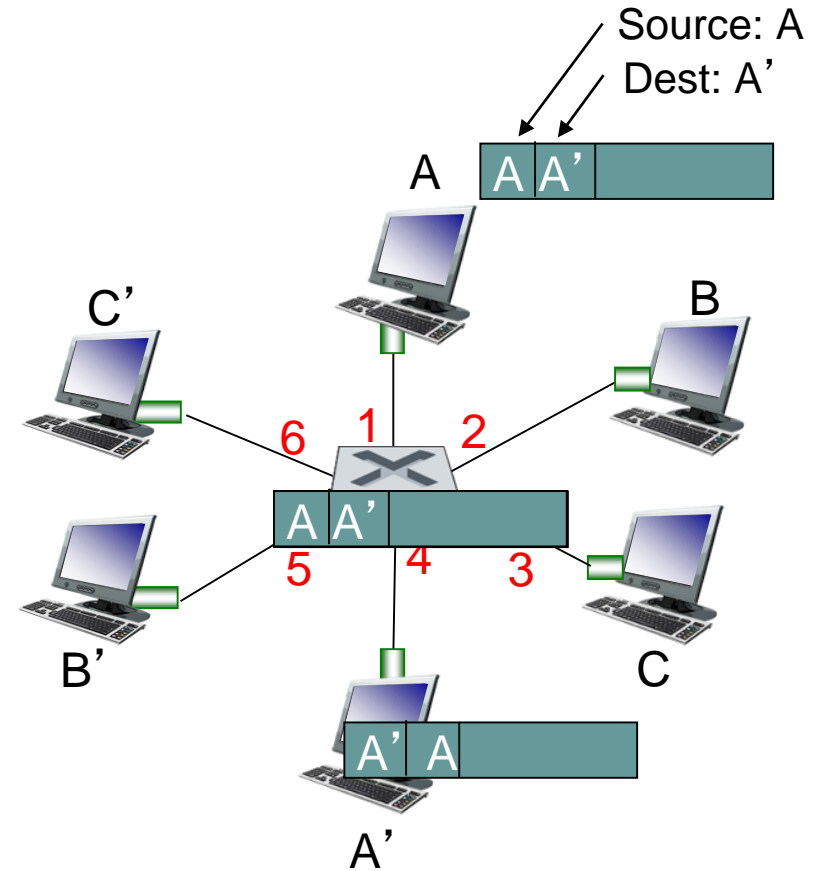 Source: A
Dest: A’
A A’
A
B
C’
6 1 2
A A’
5 4 3
B’
C
A’ A
A’